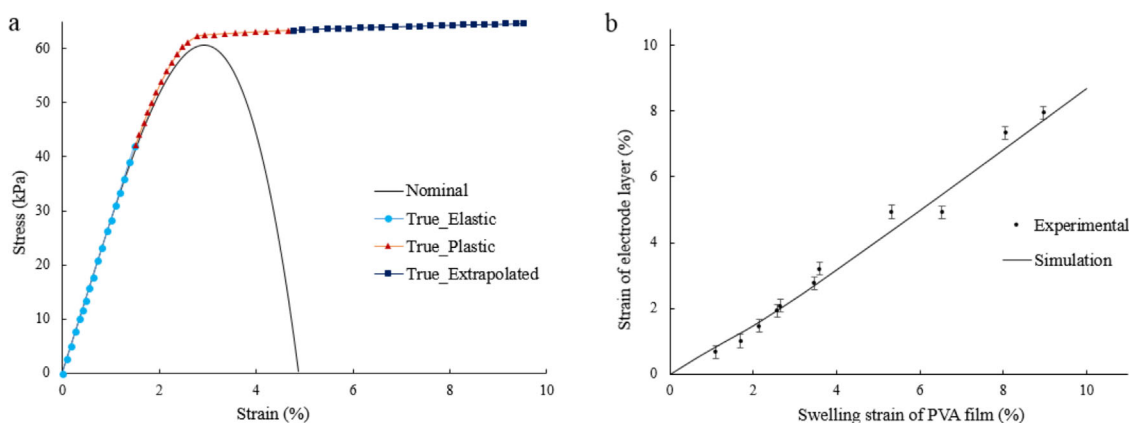 a
60
50
40
30
20
10
0
Stress (kPa)
0 2 4 6 8 10
Strain (%)
Nominal
True_Elastic
True_Plastic
True_Extrapolated
b
10
8
6
4
2
0
Strain of electrode layer (%)
0 2 4 6 8 10
Swelling strain of PVA film (%)
Experimental
Simulation